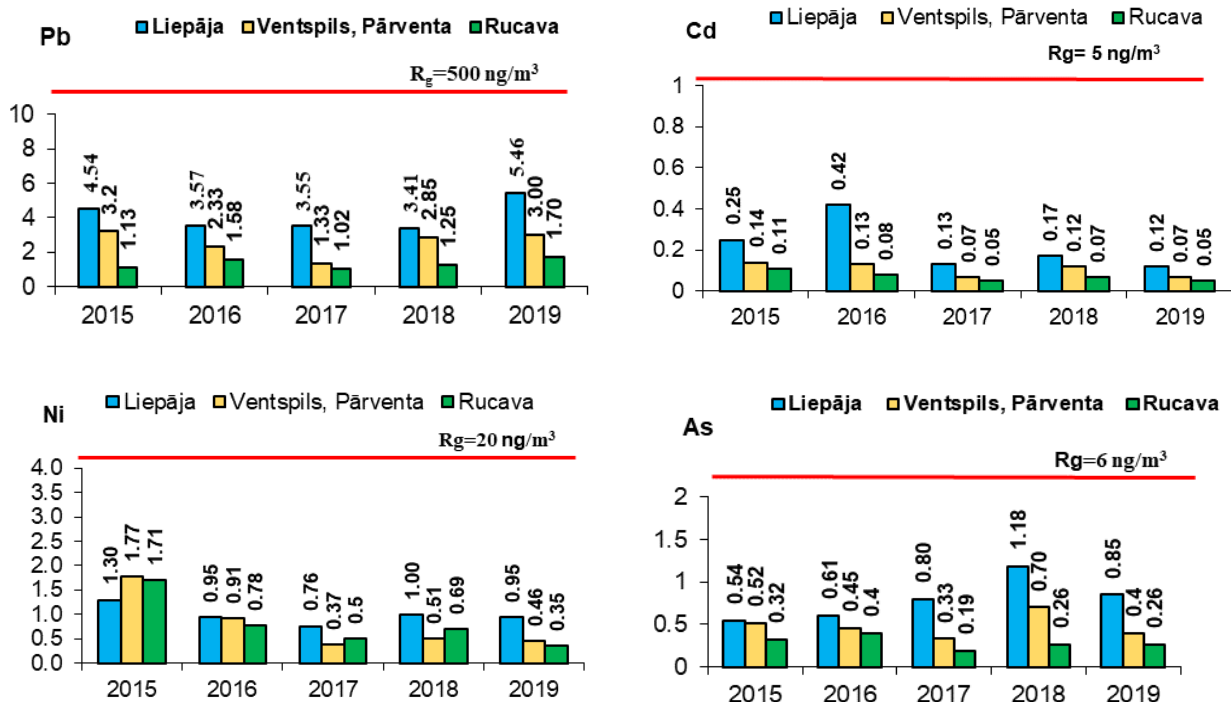 Pb
Liepāja Ventspils, Pārventa Rucava
R_g=500 ng/m³
10
8
6
4
2
0
4.54 3.2 1.13
3.57 2.33 1.58
3.55 1.33 1.02
3.41 2.85 1.25
5.46 3.00 1.70
2015 2016 2017 2018 2019
Cd
Liepāja Ventspils, Pārventa Rucava
Rg= 5 ng/m³
1
0.8
0.6
0.4
0.2
0
0.25 0.14 0.11
0.42 0.13 0.08
0.13 0.07 0.05
0.17 0.12 0.07
0.12 0.07 0.05
2015 2016 2017 2018 2019
Ni
Liepāja Ventspils, Pārventa Rucava
Rg=20 ng/m³
4.0
3.5
3.0
2.5
2.0
1.5
1.0
0.5
0.0
1.30 1.77 1.71
0.95 0.91 0.78
0.76 0.37 0.5
1.00 0.51 0.69
0.95 0.46 0.35
2015 2016 2017 2018 2019
As
Liepāja Ventspils, Pārventa Rucava
Rg=6 ng/m³
2
1.5
1
0.5
0
0.54 0.52 0.32
0.61 0.45 0.4
0.80 0.33 0.19
1.18 0.70 0.26
0.85 0.4 0.26
2015 2016 2017 2018 2019